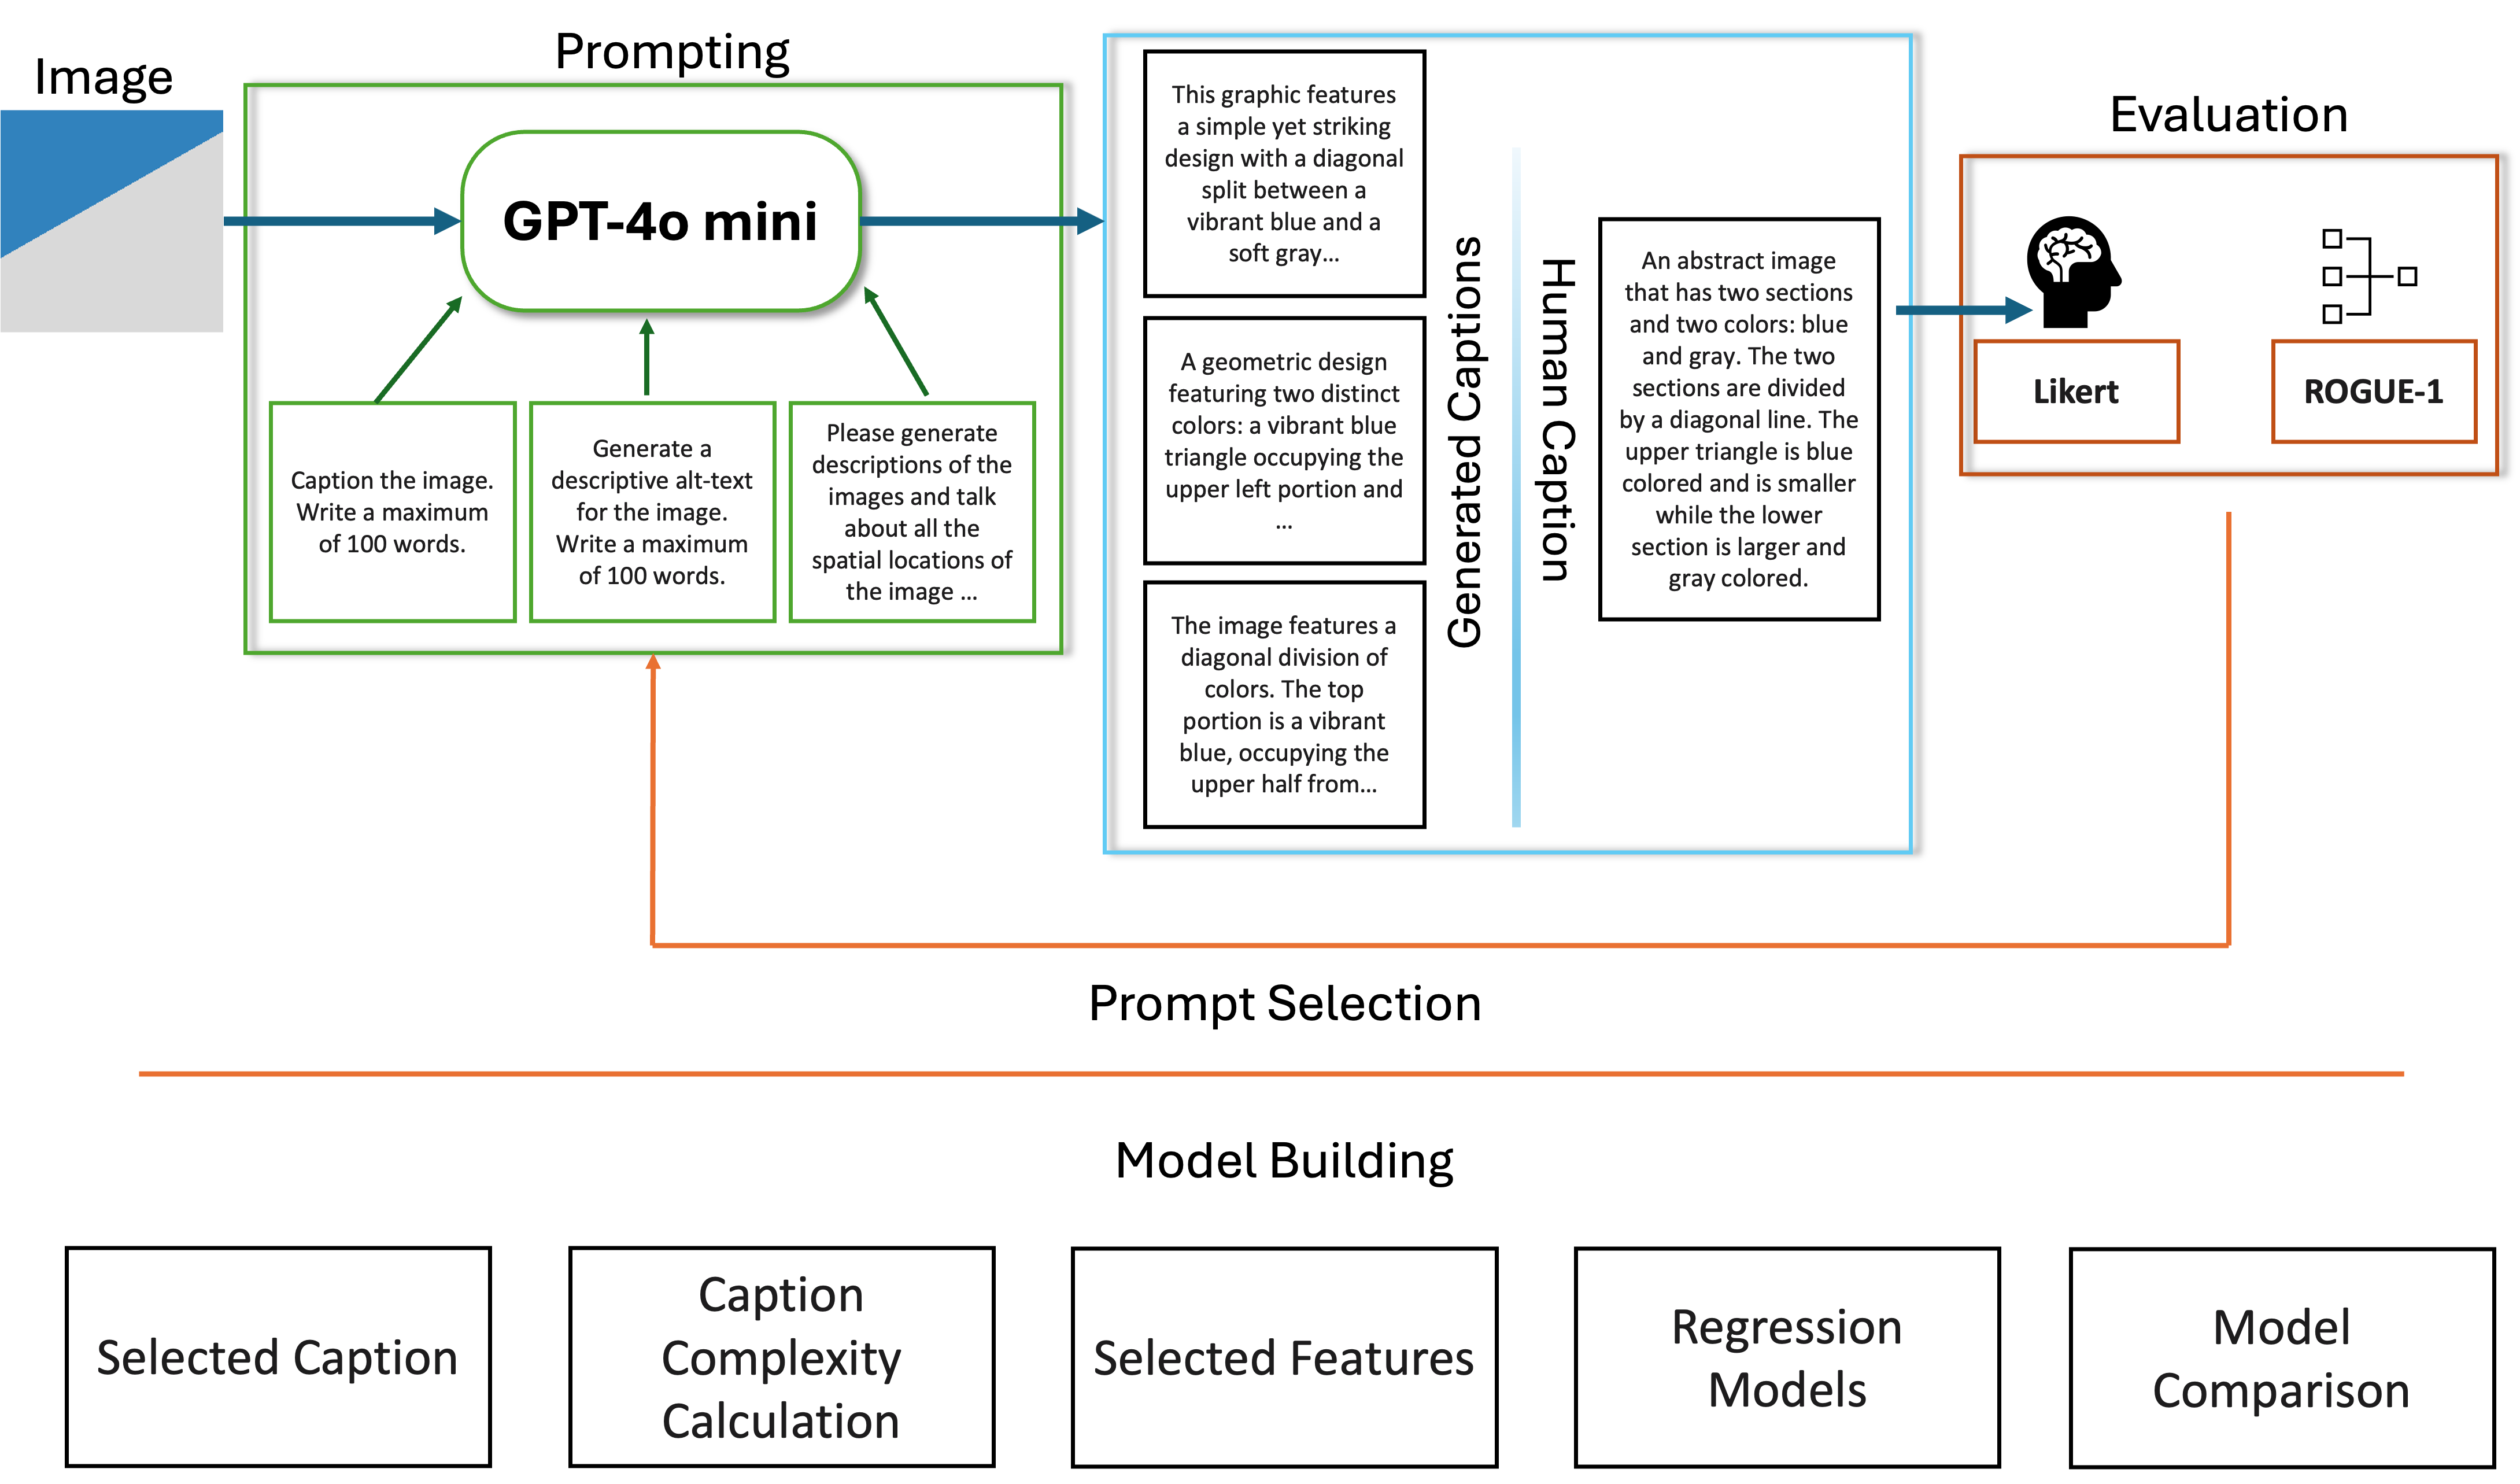 Image
Prompting
GPT-4o mini
Caption the image.
Write a maximum
of 100 words.
Generate a
descriptive alt-text
for the image.
Write a maximum
of 100 words.
Please generate
descriptions of the
images and talk
about all the
spatial locations of
the image ...
This graphic features
a simple yet striking
design with a diagonal
split between a
vibrant blue and a
soft gray...
A geometric design
featuring two distinct
colors: a vibrant blue
triangle occupying the
upper left portion and
...
The image features a
diagonal division of
colors. The top
portion is a vibrant
blue, occupying the
upper half from...
Generated Captions
Human Caption
An abstract image
that has two sections
and two colors: blue
and gray. The two
sections are divided
by a diagonal line. The
upper triangle is blue
colored and is smaller
while the lower
section is larger and
gray colored.
Evaluation
Likert
ROGUE-1
Prompt Selection
Model Building
Selected Caption
Caption
Complexity
Calculation
Selected Features
Regression
Models
Model
Comparison